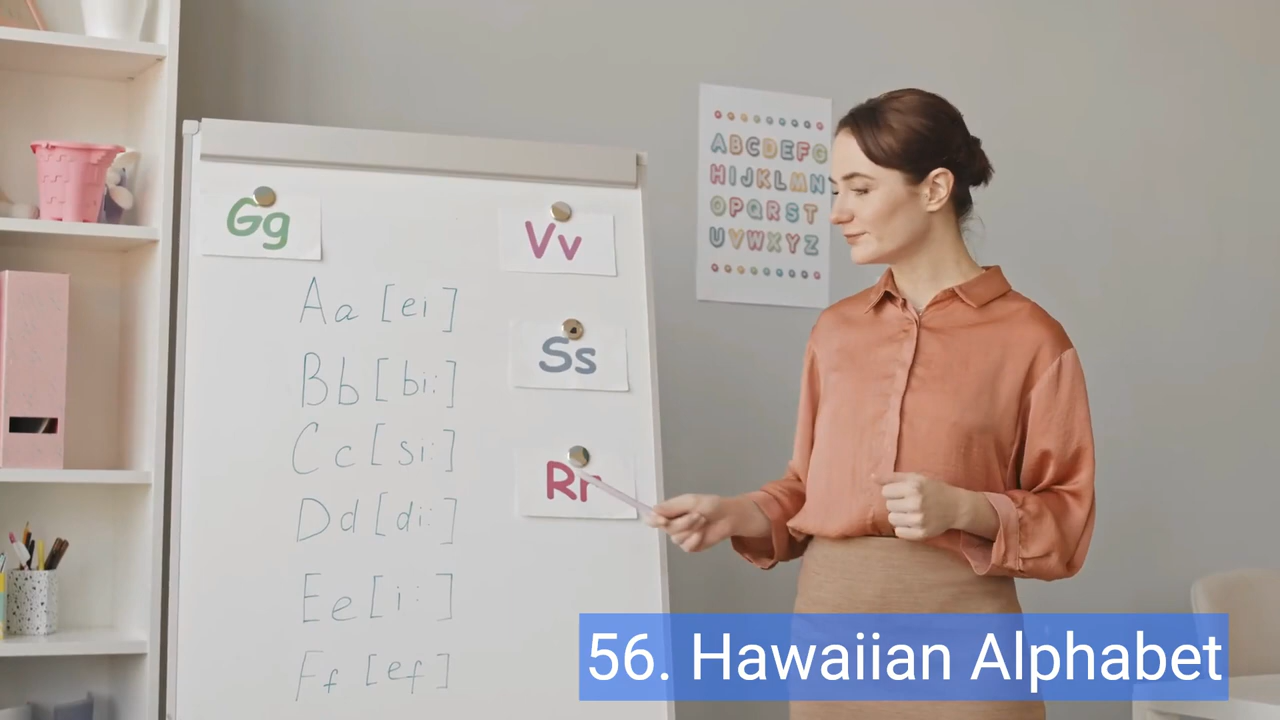 Gg
Vv
Aa [ei]
Bb [bi:]
Ss
Cc [si:]
Rr
Dd [di:]
Ee [i:]
Ff [ef]
ABCDEFG
HIJKLMN
OPQRST
UVWXYZ
56. Hawaiian Alphabet